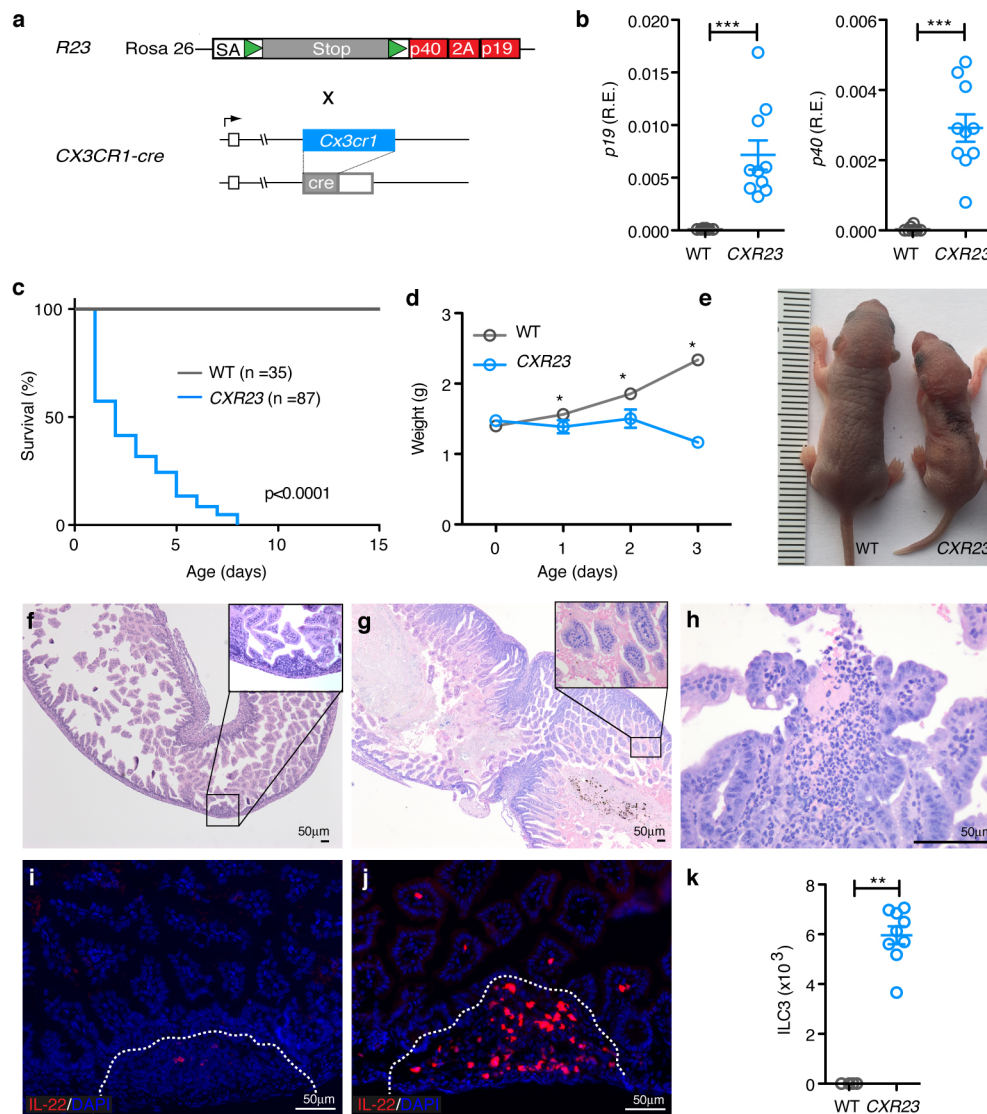 a
R23
Rosa 26
SA
Stop
p40
2A
p19
x
CX3CR1-cre
Cx3cr1
cre
b
p19 (R.E.)
0.020
0.015
0.010
0.005
0.000
***
WT
CXR23
p40 (R.E.)
0.006
0.004
0.002
0.000
***
WT
CXR23
c
Survival (%)
100
50
0
WT (n =35)
CXR23 (n =87)
p<0.0001
0
5
10
15
Age (days)
d
Weight (g)
3
2
1
0
WT
CXR23
*
*
*
0
1
2
3
Age (days)
e
WT
CXR23
f
50μm
g
50μm
h
50μm
i
IL-22/DAPI
50μm
j
IL-22/DAPI
50μm
k
ILC3 (x10 3)
8
6
4
2
0
**
WT
CXR23